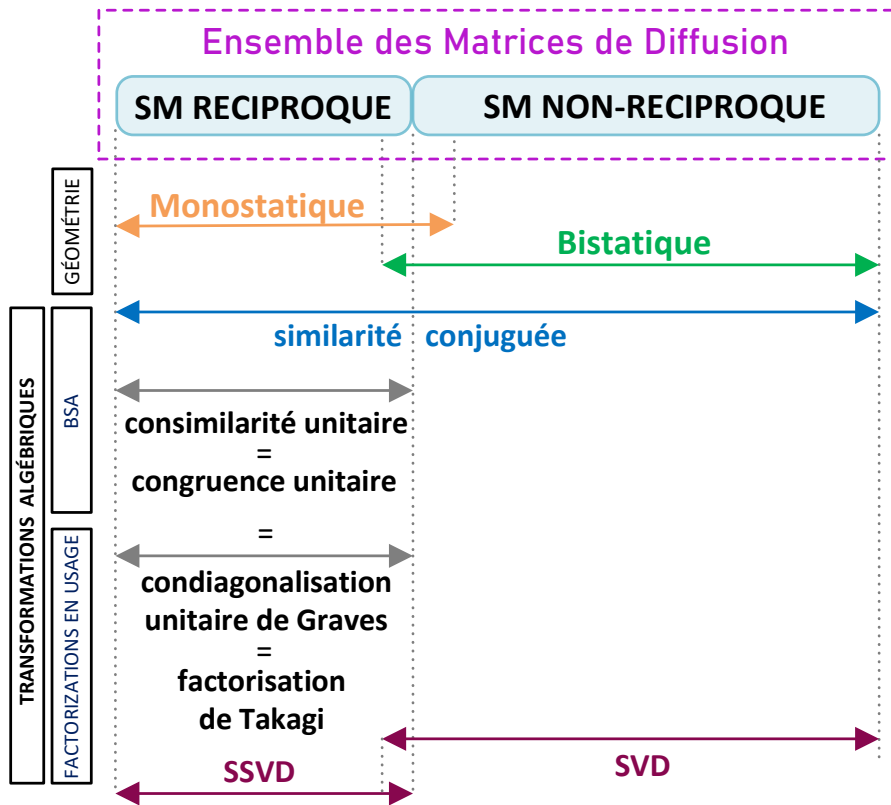 Ensemble des Matrices de Diffusion
SM RECIPROQUE
SM NON-RECIPROQUE
GÉOMÉTRIE
Monostatique
Bistatique
TRANSFORMATIONS ALGÉBRIQUES
BSA
similarité conjuguée
consimilarité unitaire
=
congruence unitaire
=
FACTORIZATIONS EN USAGE
condiagonalisation
unitaire de Graves
=
factorisation
de Takagi
SSVD
SVD